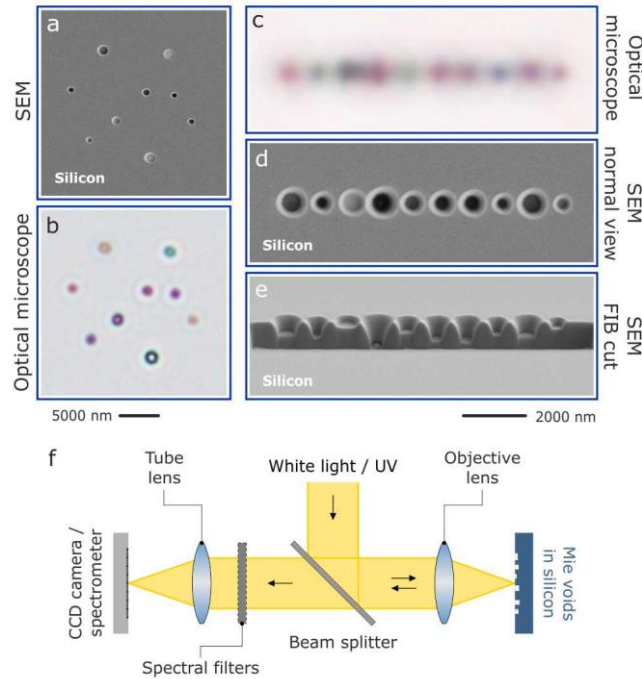 a
SEM
Silicon
b
Optical microscope
5000 nm
c
Optical
microscope
d
SEM
normal view
Silicon
e
SEM
FIB cut
Silicon
2000 nm
f
Tube
lens
White light / UV
Objective
lens
CCD camera /
spectrometer
Mie voids
in silicon
Beam splitter
Spectral filters